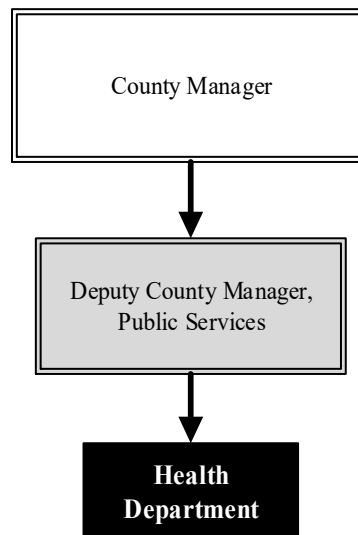 County Manager
Deputy County Manager,
Public Services
Health
Department